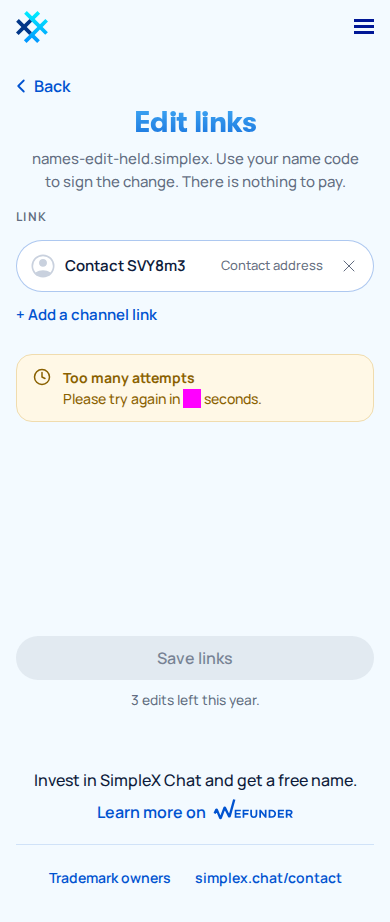 Back
Edit links
names-edit-held.simplex. Use your name code
to sign the change. There is nothing to pay.
LINK
Contact SVY8m3 Contact address
+ Add a channel link
Too many attempts
Please try again in seconds.
Save links
3 edits left this year.
Invest in SimpleX Chat and get a free name.
Learn more on WEFUNDER
Trademark owners simplex.chat/contact